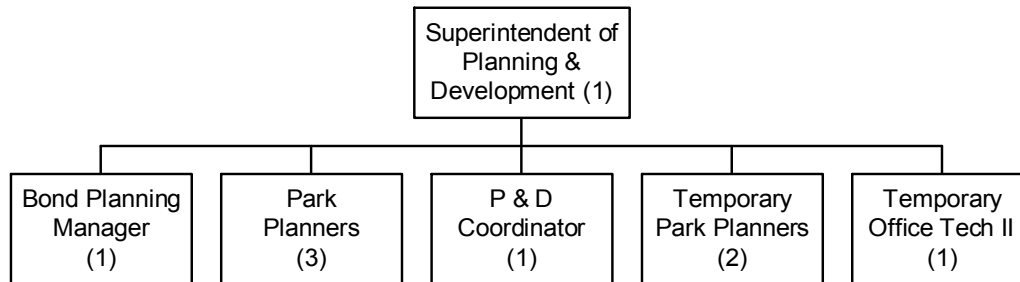 Superintendent of
Planning &
Development (1)
Bond Planning
Manager
(1)
Park
Planners
(3)
P & D
Coordinator
(1)
Temporary
Park Planners
(2)
Temporary
Office Tech II
(1)